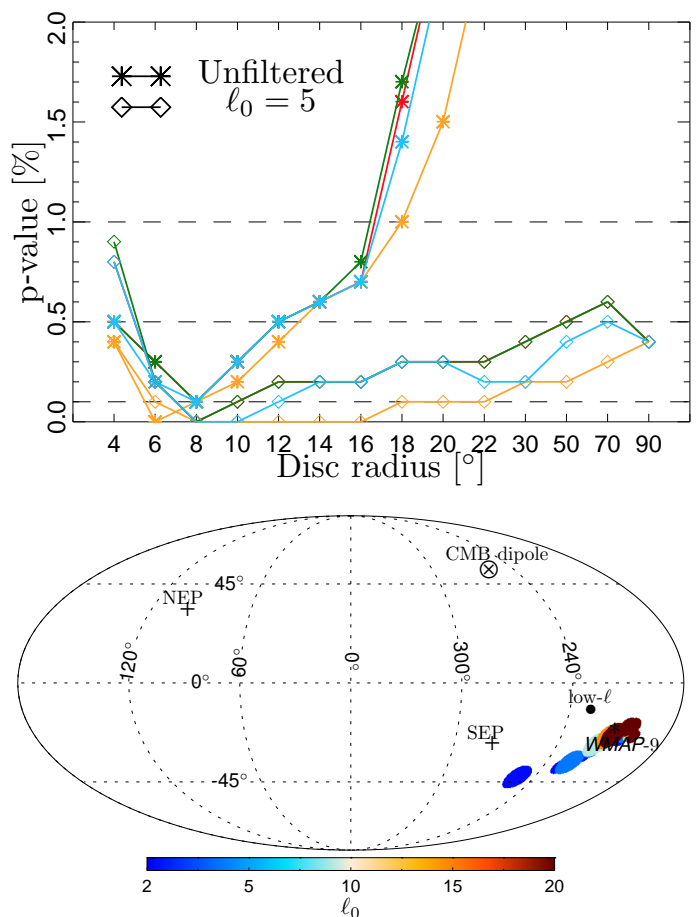 2.0
Unfiltered
ℓ₀ = 5
1.5
p-value [%]
1.0
0.5
0.0
4 6 8 10 12 14 16 18 20 22 30 50 70 90
Disc radius [°]
CMB dipole
45°
NEP
120° 60° 0° 300° 240°
0°
low-ℓ
SEP
WMAP-9
-45°
2 5 10 15 20
ℓ₀